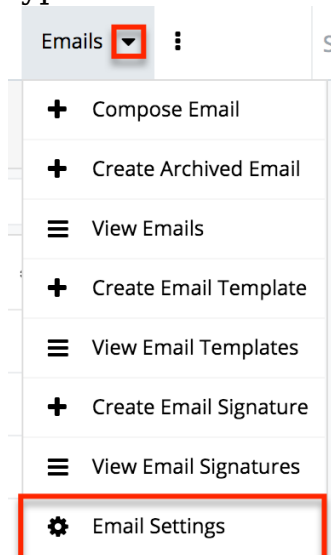 Emails
Compose Email
Create Archived Email
View Emails
Create Email Template
View Email Templates
Create Email Signature
View Email Signatures
Email Settings